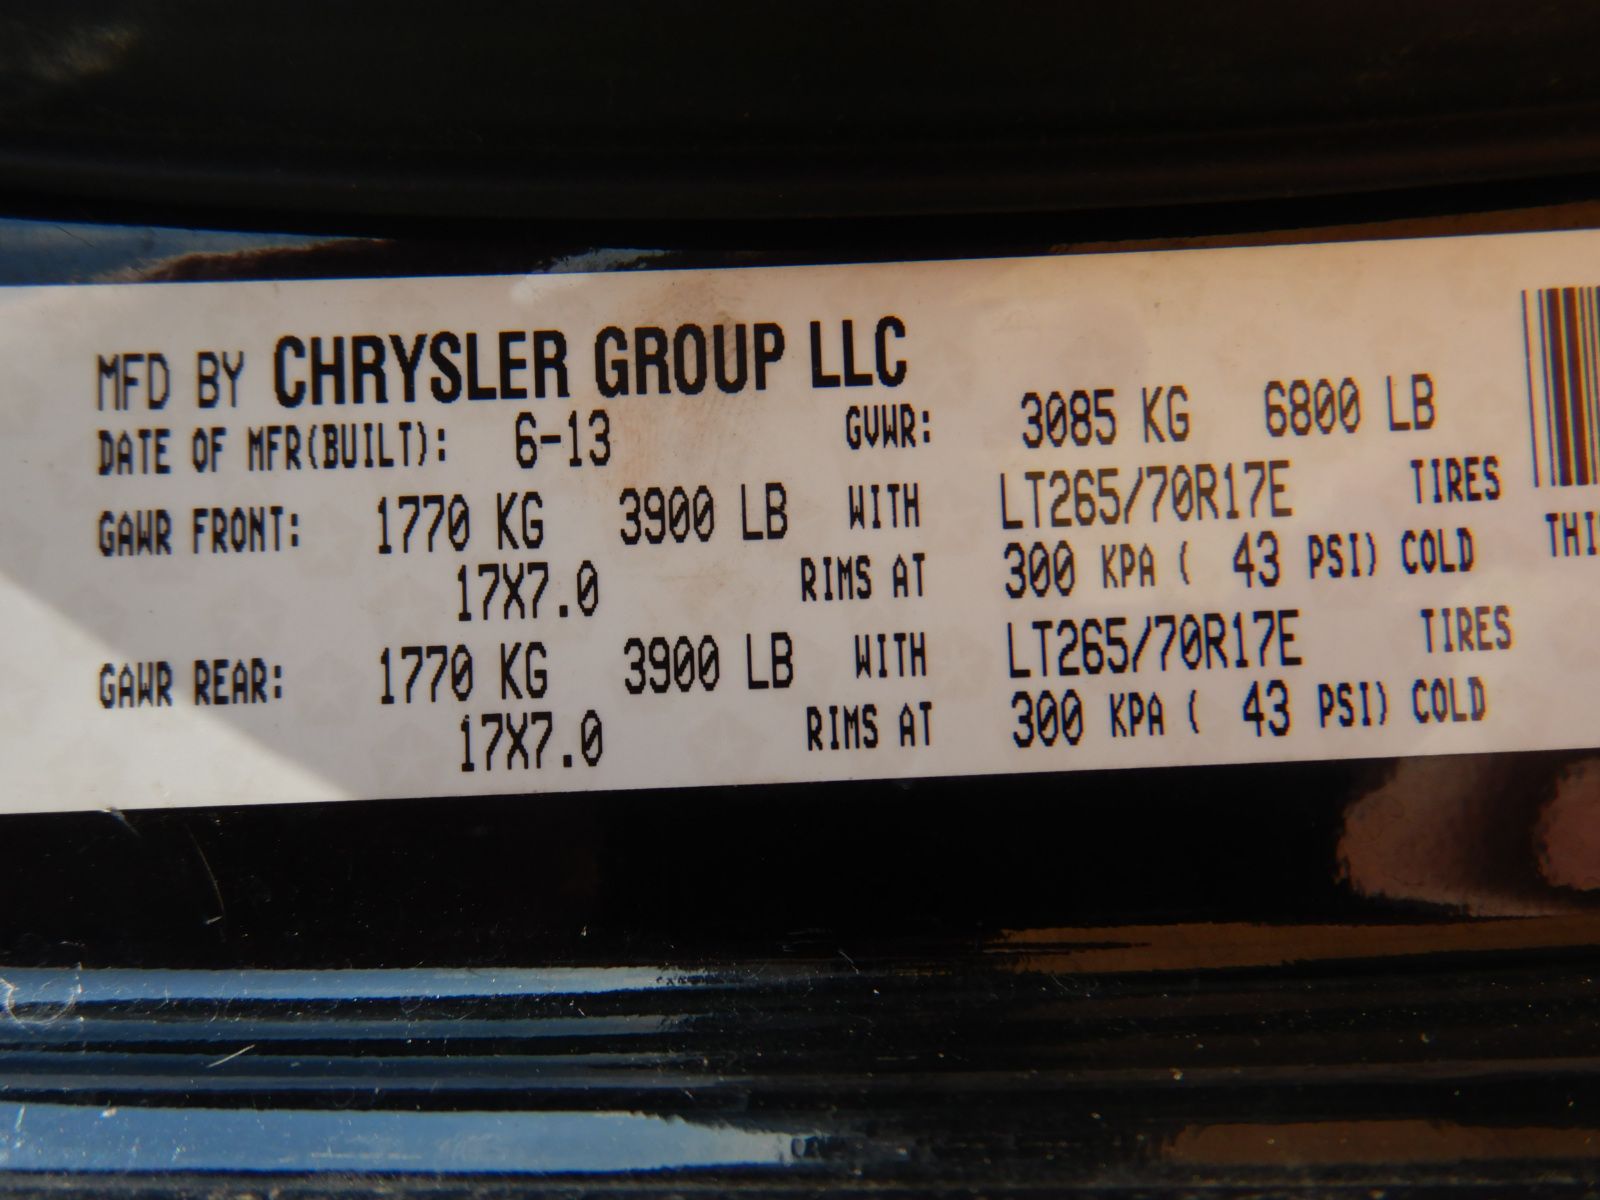 MFD BY CHRYSLER GROUP LLC
DATE OF MFR(BUILT): 6-13 GVWR: 3085 KG 6800 LB
GAWR FRONT: 1770 KG 3900 LB WITH LT265/70R17E TIRES
17X7.0 RIMS AT 300 KPA ( 43 PSI) COLD
GAWR REAR: 1770 KG 3900 LB WITH LT265/70R17E TIRES
17X7.0 RIMS AT 300 KPA ( 43 PSI) COLD